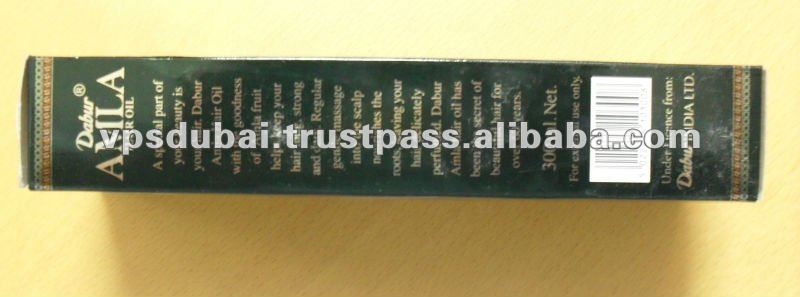 Dabur®
AMLA
HAIR OIL
A special part of
your beauty is
your hair. Dabur
Amla Hair Oil
with the goodness
of amla fruit
helps keep your
hair long, strong
and Regular
gentle massage
into the scalp
nourishes the
roots, leaving your
hair delicately
perfumed. Dabur
Amla hair oil has
been the secret of
beautiful hair for
over years.
300 ml. Net.
For external use only.
Under Licence from:
Dabur INDIA LTD.
vpsdubai.trustpass.alibaba.com